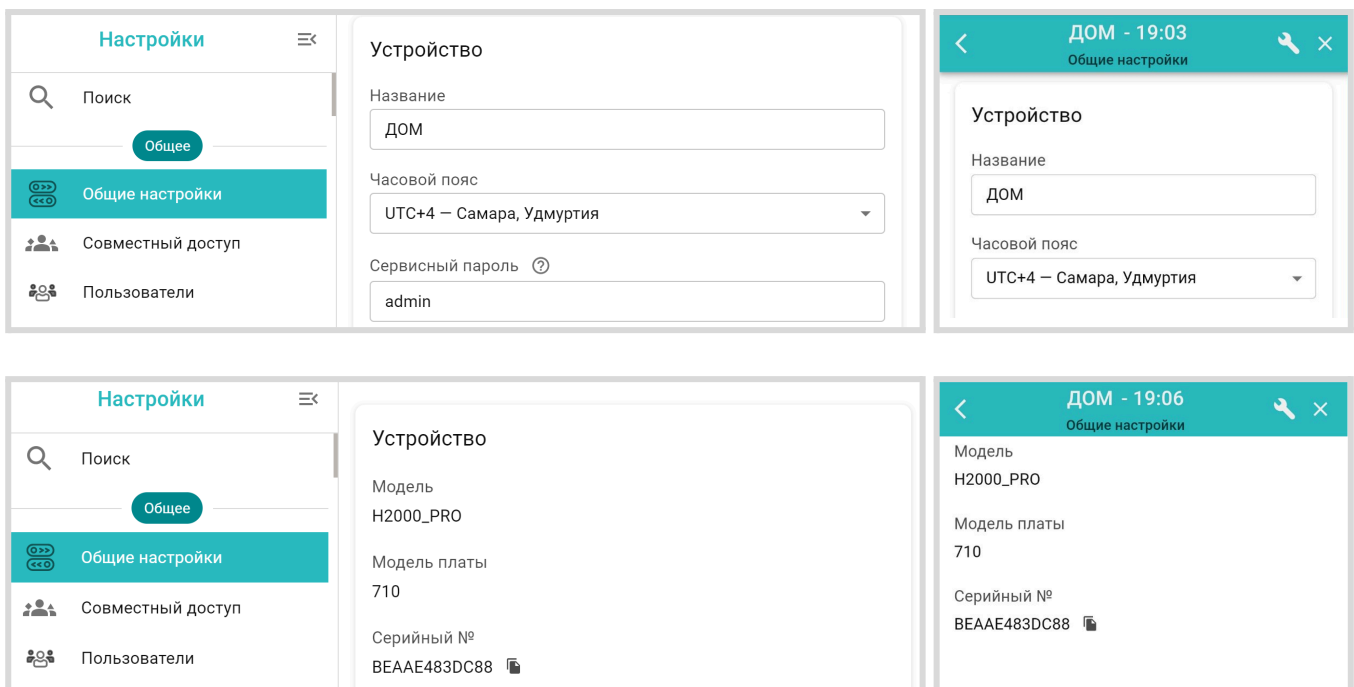 Настройки
Поиск
Общее
Общие настройки
Совместный доступ
Пользователи
Устройство
Название
ДОМ
Часовой пояс
UTC+4 — Самара, Удмуртия
Сервисный пароль
admin
ДОМ - 19:03
Общие настройки
Устройство
Название
ДОМ
Часовой пояс
UTC+4 — Самара, Удмуртия
Настройки
Поиск
Общее
Общие настройки
Совместный доступ
Пользователи
Устройство
Модель
H2000_PRO
Модель платы
710
Серийный №
BEAAE483DC88
ДОМ - 19:06
Общие настройки
Модель
H2000_PRO
Модель платы
710
Серийный №
BEAAE483DC88